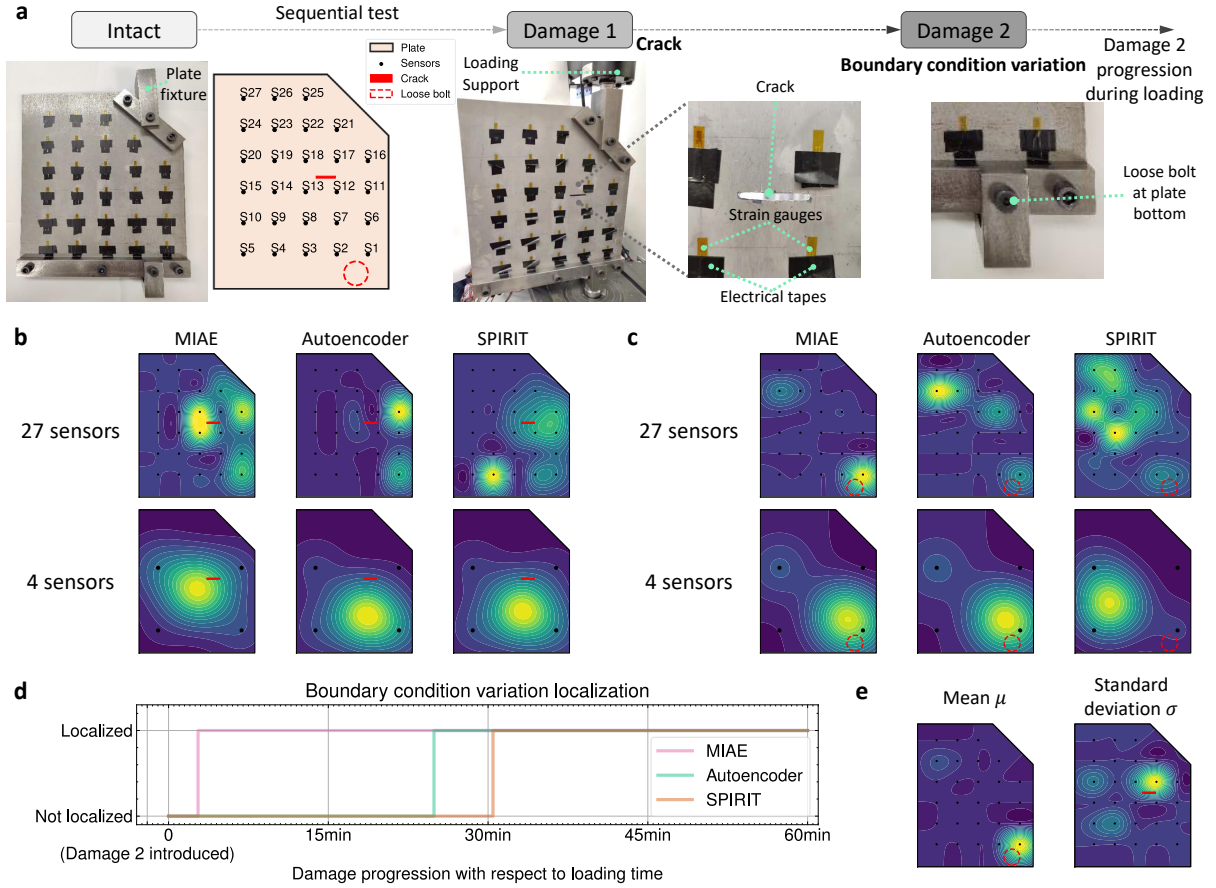 a
Sequential test
Intact
Damage 1
Crack
Damage 2
Boundary condition variation
Damage 2
progression
during loading
Plate
fixture
Plate
Sensors
Crack
Loose bolt
S27 S26 S25
S24 S23 S22 S21
S20 S19 S18 S17 S16
S15 S14 S13 S12 S11
S10 S9 S8 S7 S6
S5 S4 S3 S2 S1
Loading
Support
Crack
Strain gauges
Electrical tapes
Loose bolt
at plate
bottom
b
MIAE Autoencoder SPIRIT
27 sensors
4 sensors
c
MIAE Autoencoder SPIRIT
27 sensors
4 sensors
d
Boundary condition variation localization
Localized
Not localized
MIAE
Autoencoder
SPIRIT
0 15min 30min 45min 60min
(Damage 2 introduced)
Damage progression with respect to loading time
e
Mean μ
Standard
deviation σ